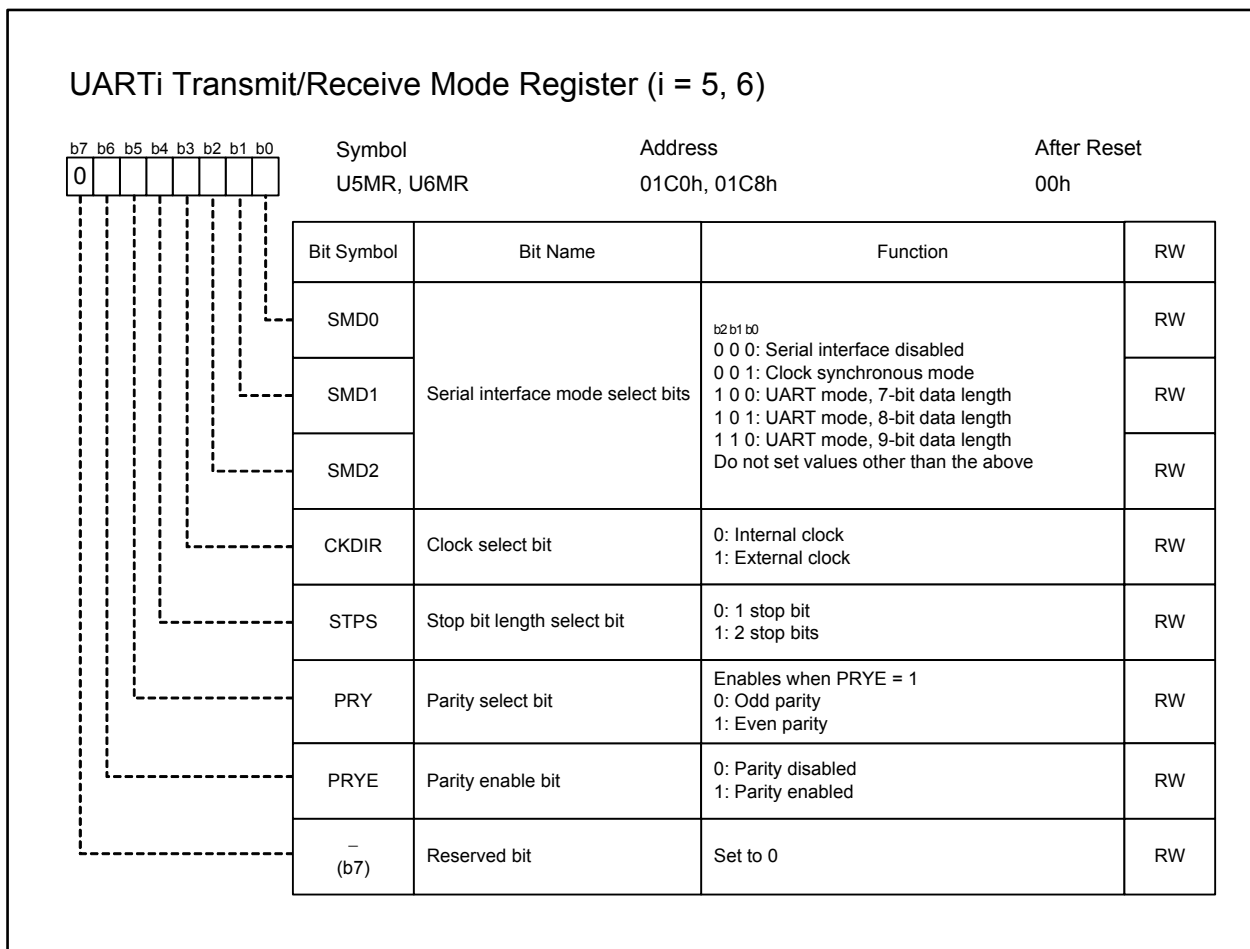 UARTi Transmit/Receive Mode Register (i = 5, 6)
b7 b6 b5 b4 b3 b2 b1 b0
0
Symbol Address After Reset
U5MR, U6MR 01C0h, 01C8h 00h
Bit Symbol Bit Name Function RW
SMD0 RW
SMD1 Serial interface mode select bits RW
SMD2 RW
b2 b1 b0
0 0 0: Serial interface disabled
0 0 1: Clock synchronous mode
1 0 0: UART mode, 7-bit data length
1 0 1: UART mode, 8-bit data length
1 1 0: UART mode, 9-bit data length
Do not set values other than the above
CKDIR Clock select bit RW
0: Internal clock
1: External clock
STPS Stop bit length select bit RW
0: 1 stop bit
1: 2 stop bits
PRY Parity select bit RW
Enables when PRYE = 1
0: Odd parity
1: Even parity
PRYE Parity enable bit RW
0: Parity disabled
1: Parity enabled
–
(b7) Reserved bit Set to 0 RW